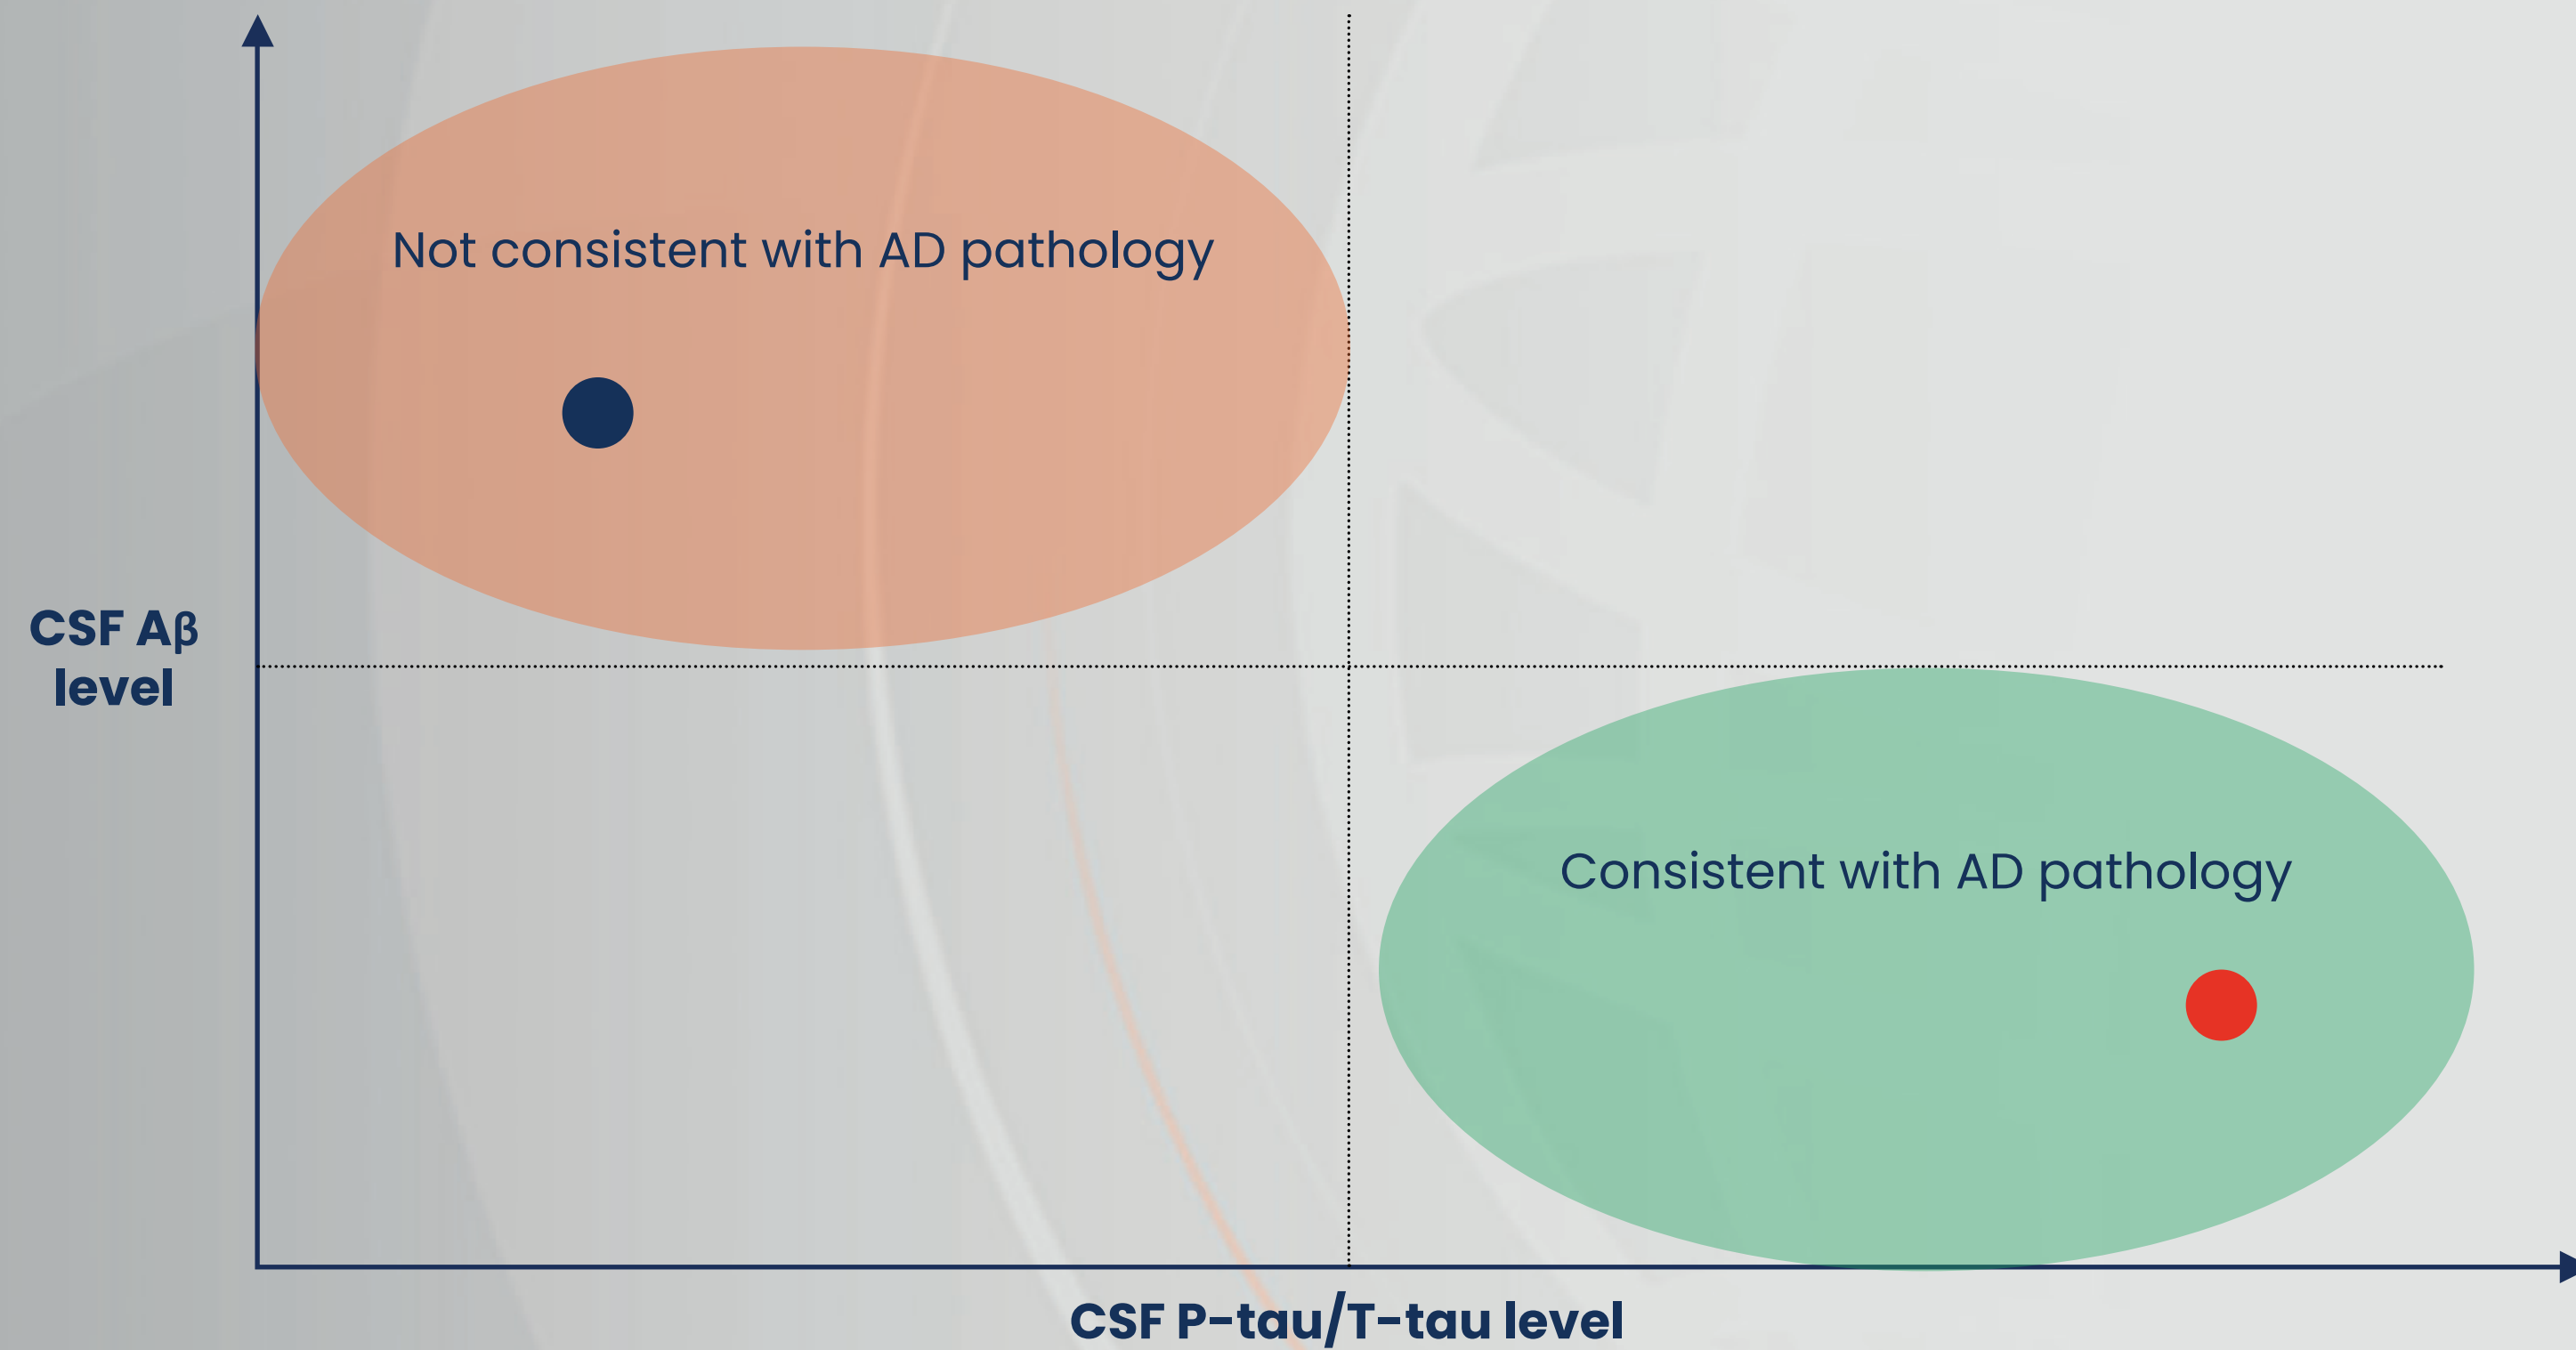 Not consistent with AD pathology
CSF Aβ
level
Consistent with AD pathology
CSF P-tau/T-tau level